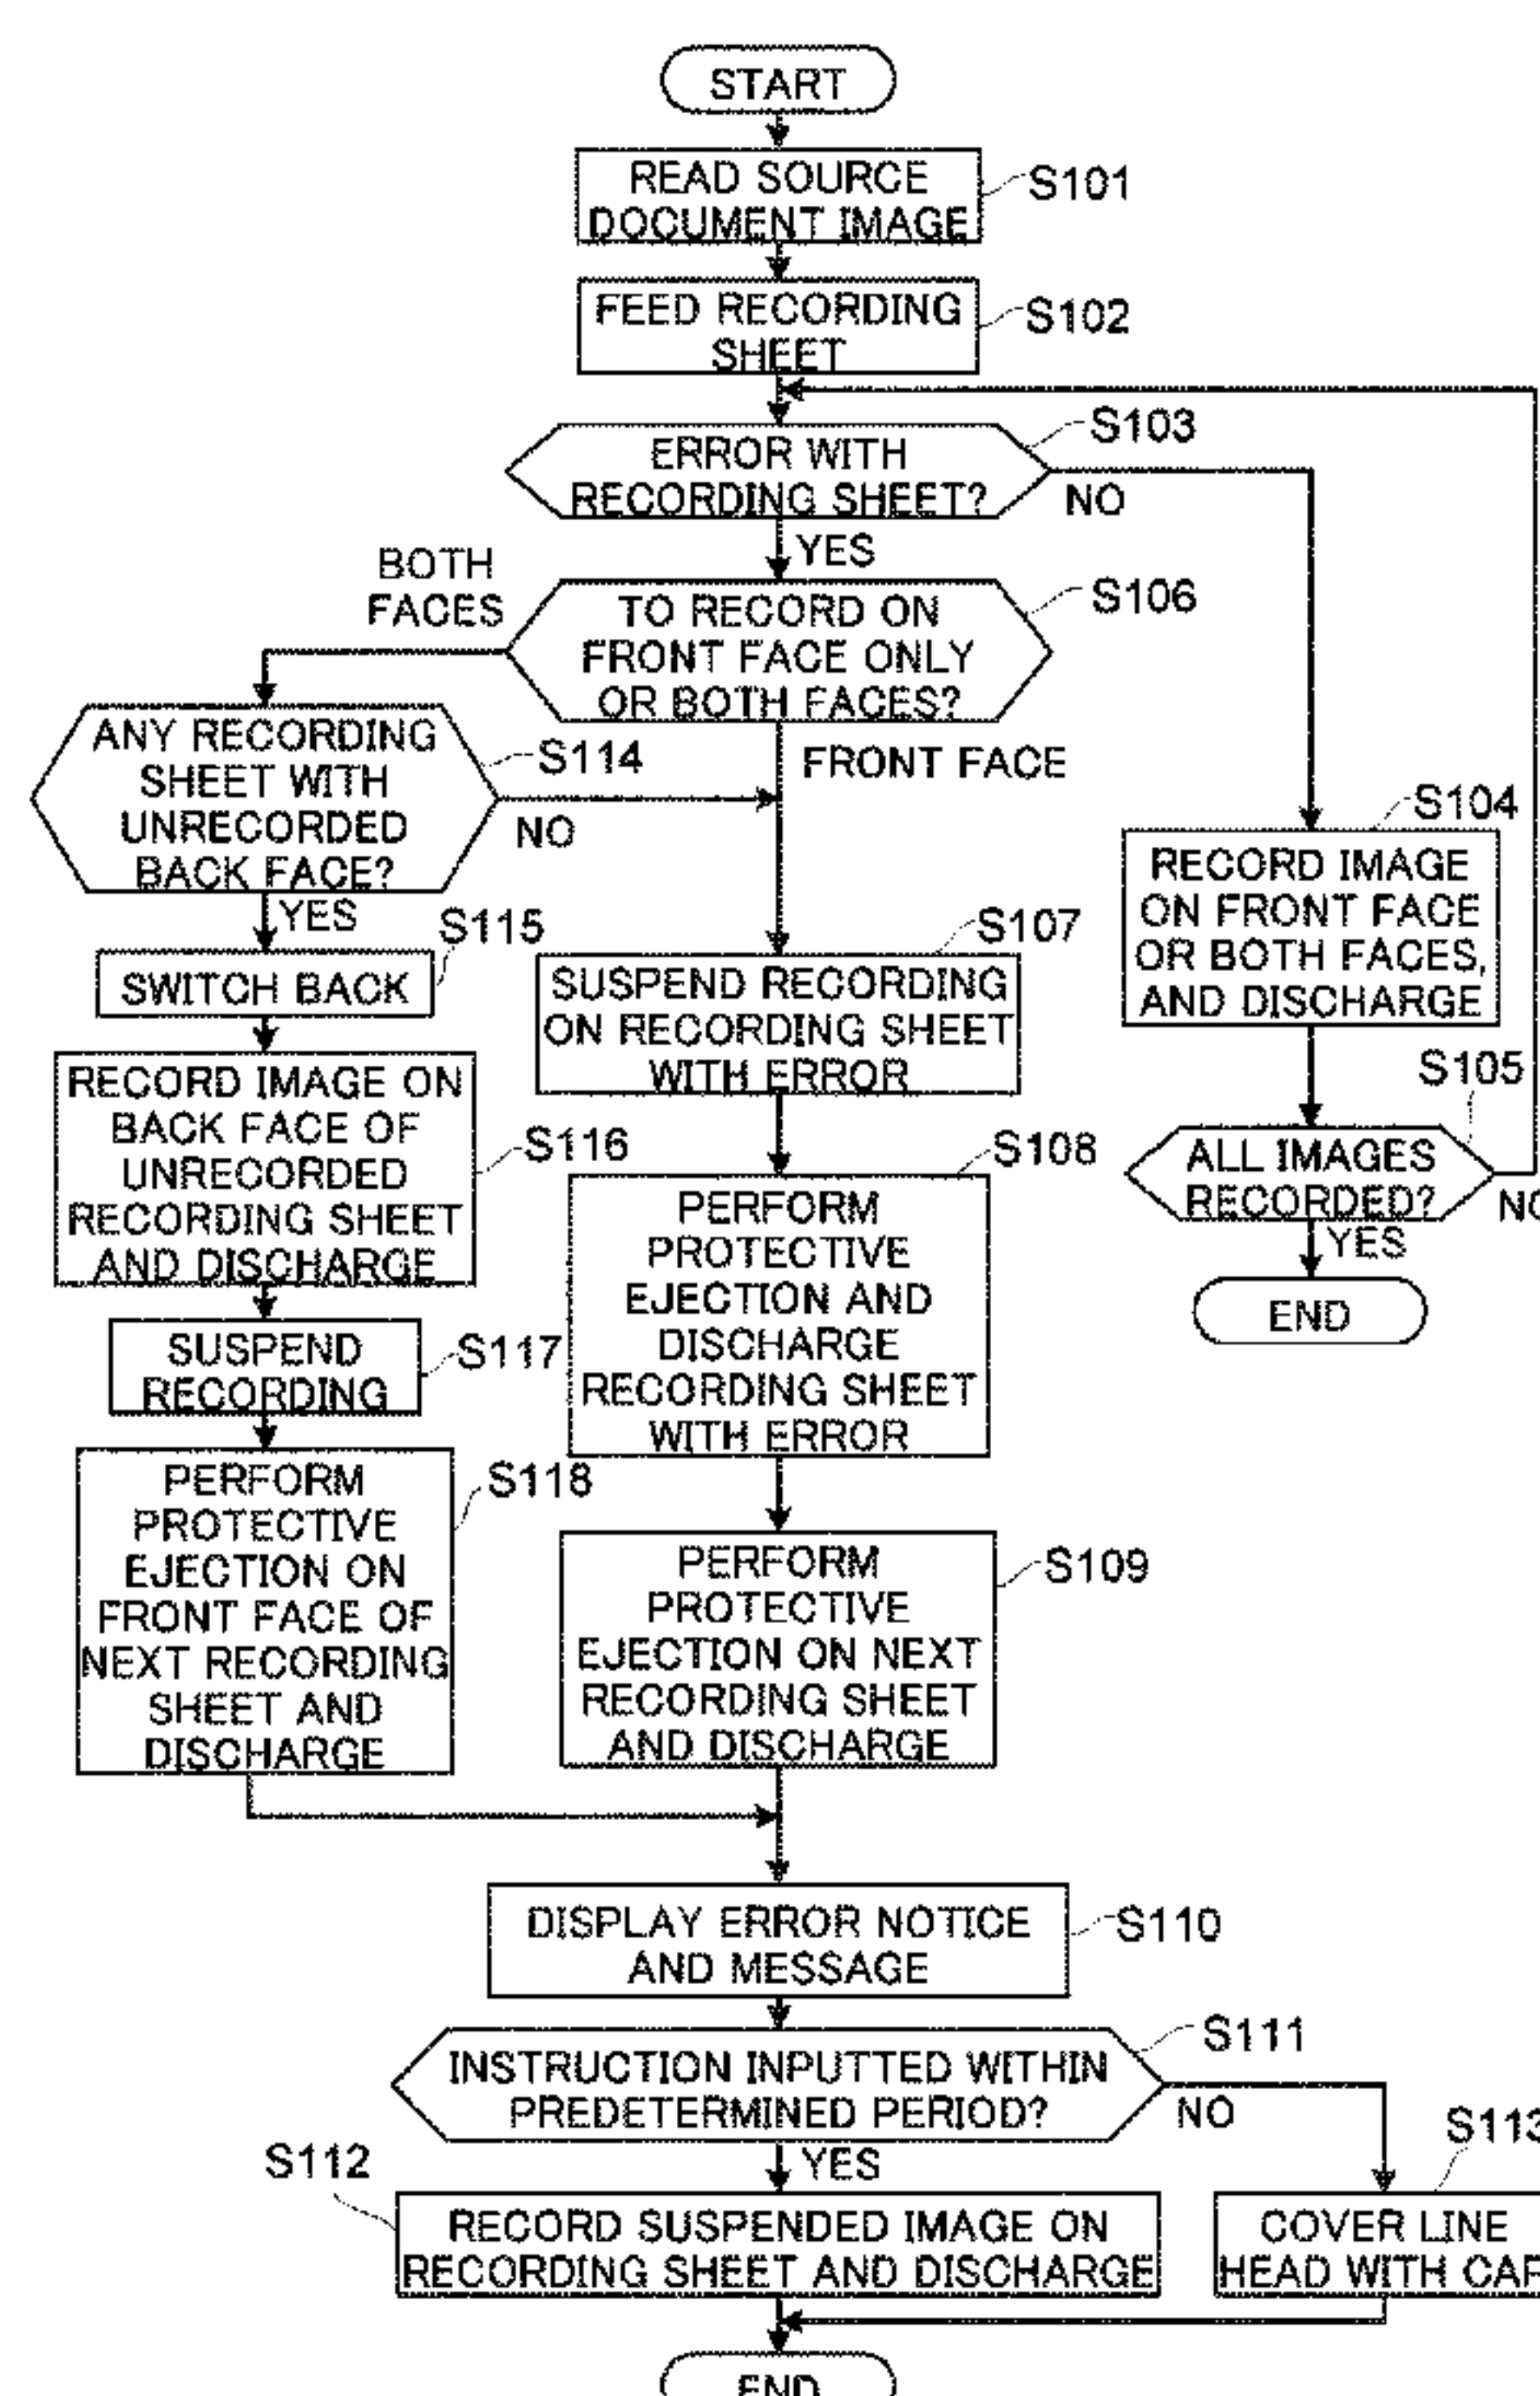 START
READ SOURCE
DOCUMENT IMAGE
S101
FEED RECORDING
SHEET
S102
ERROR WITH
RECORDING SHEET?
S103
NO
YES
BOTH
FACES
TO RECORD ON
FRONT FACE ONLY
OR BOTH FACES?
S106
FRONT FACE
ANY RECORDING
SHEET WITH
UNRECORDED
BACK FACE?
S114
NO
YES
S104
RECORD IMAGE
ON FRONT FACE
OR BOTH FACES,
AND DISCHARGE
S115
SWITCH BACK
S107
SUSPEND RECORDING
ON RECORDING SHEET
WITH ERROR
S105
ALL IMAGES
RECORDED?
NO
YES
END
RECORD IMAGE ON
BACK FACE OF
UNRECORDED
RECORDING SHEET
AND DISCHARGE
S116
S108
PERFORM
PROTECTIVE
EJECTION AND
DISCHARGE
RECORDING SHEET
WITH ERROR
SUSPEND
RECORDING
S117
PERFORM
PROTECTIVE
EJECTION ON
FRONT FACE OF
NEXT RECORDING
SHEET AND
DISCHARGE
S118
PERFORM
PROTECTIVE
EJECTION ON NEXT
RECORDING SHEET
AND DISCHARGE
S109
DISPLAY ERROR NOTICE
AND MESSAGE
S110
INSTRUCTION INPUTTED WITHIN
PREDETERMINED PERIOD?
S111
NO
YES
S112
RECORD SUSPENDED IMAGE ON
RECORDING SHEET AND DISCHARGE
S113
COVER LINE
HEAD WITH CAP
END